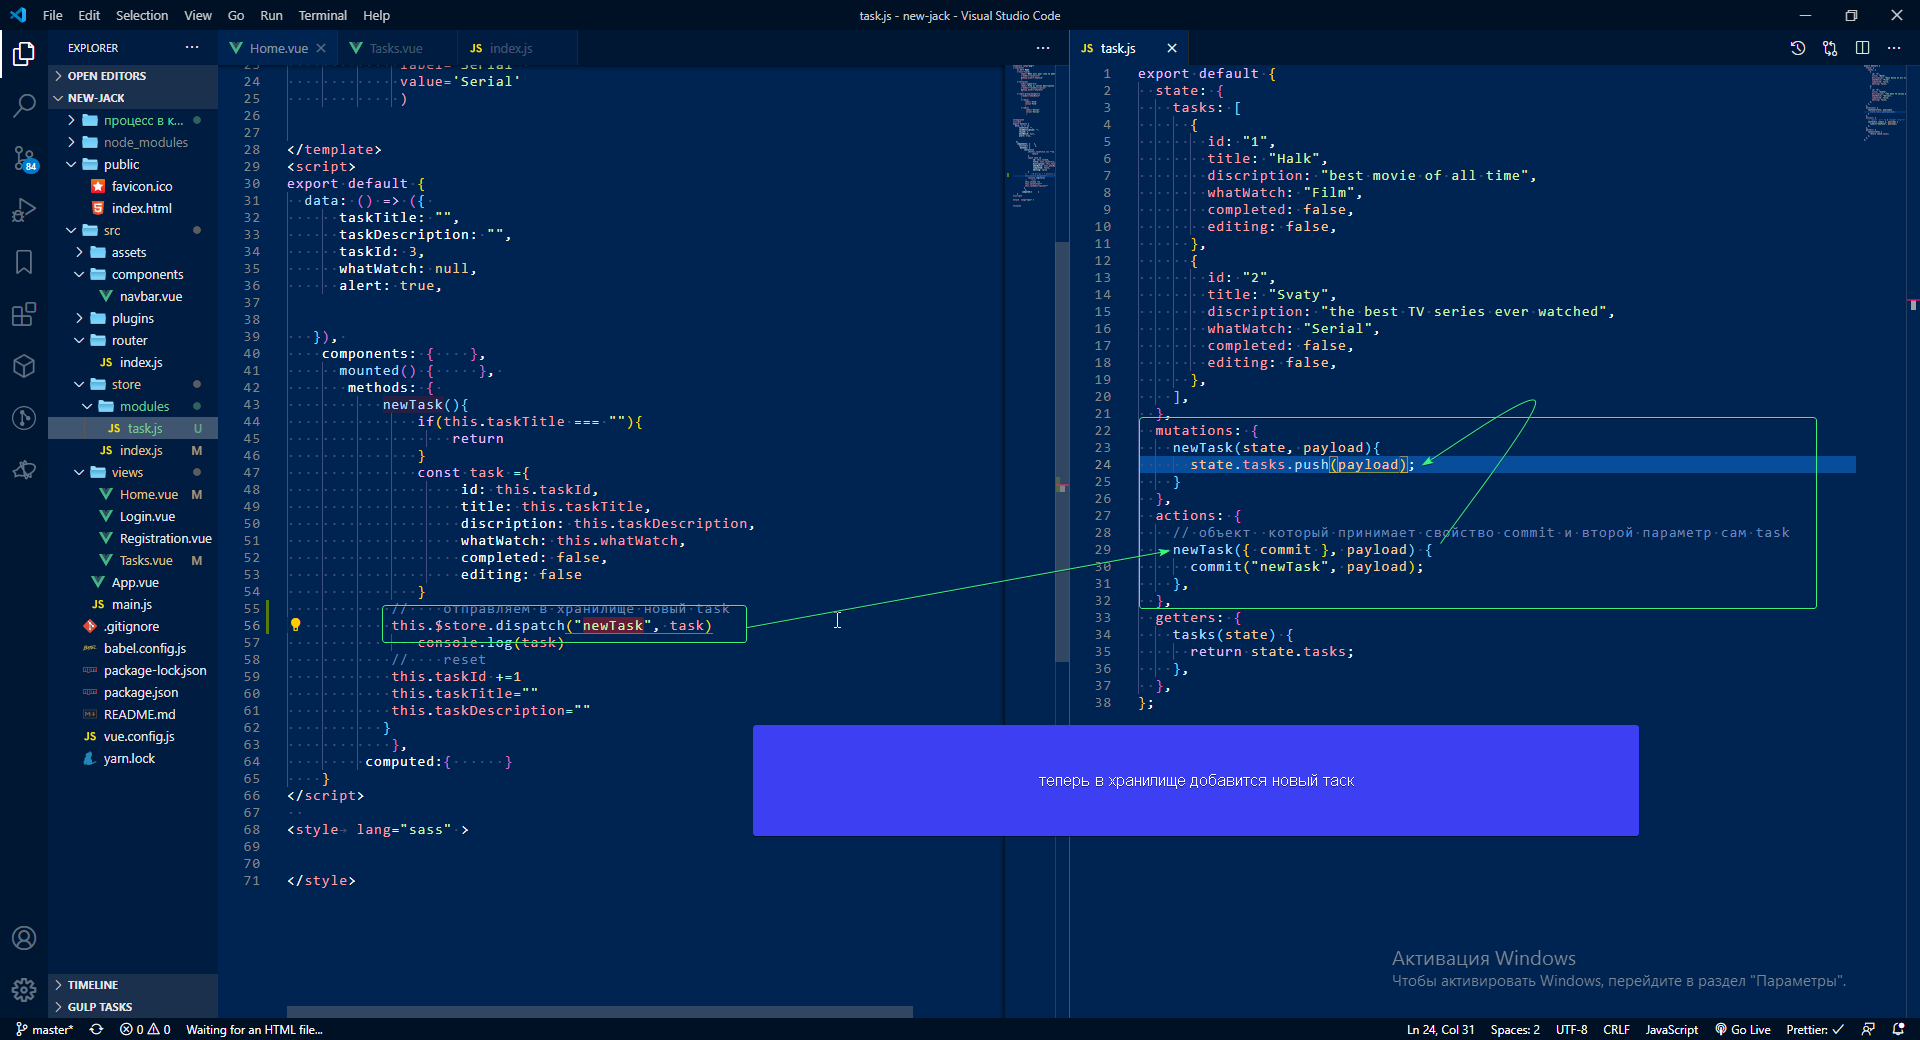 File Edit Selection View Go Run Terminal Help
task.js - new-jack - Visual Studio Code
EXPLORER
OPEN EDITORS
NEW-JACK
процесс в к...
node_modules
public
favicon.ico
index.html
src
assets
components
navbar.vue
plugins
router
JS index.js
store
modules
JS task.js U
JS index.js M
views
Home.vue M
Login.vue
Registration.vue
Tasks.vue M
App.vue
JS main.js
.gitignore
babel.config.js
package-lock.json
package.json
README.md
JS vue.config.js
yarn.lock
TIMELINE
GULP TASKS
84
Home.vue
Tasks.vue
JS index.js
23 label='Serial'
24 value='Serial'
25 )
26
27
28 </template>
29 <script>
30 export default {
31 data: () => ({
32 taskTitle: "",
33 taskDescription: "",
34 taskId: 3,
35 whatWatch: null,
36 alert: true,
37
38
39 }),
40 components: { },
41 mounted() { },
42 methods: {
43 newTask(){
44 if(this.taskTitle === ""){
45 return
46 }
47 const task ={
48 id: this.taskId,
49 title: this.taskTitle,
50 discription: this.taskDescription,
51 whatWatch: this.whatWatch,
52 completed: false,
53 editing: false
54 }
55 // отправляем в хранилище новый task
56 this.$store.dispatch("newTask", task)
57 console.log(task)
58 // reset
59 this.taskId +=1
60 this.taskTitle=""
61 this.taskDescription=""
62 }
63 },
64 computed:{ }
65 }
66 </script>
67
68 <style lang="sass" >
69
70
71 </style>
JS task.js
1 export default {
2 state: {
3 tasks: [
4 {
5 id: "1",
6 title: "Halk",
7 discription: "best movie of all time",
8 whatWatch: "Film",
9 completed: false,
10 editing: false,
11 },
12 {
13 id: "2",
14 title: "Svaty",
15 discription: "the best TV series ever watched",
16 whatWatch: "Serial",
17 completed: false,
18 editing: false,
19 },
20 ],
21 },
22 mutations: {
23 newTask(state, payload){
24 state.tasks.push(payload);
25 }
26 },
27 actions: {
28 // объект который принимает свойство commit и второй параметр сам task
29 newTask({ commit }, payload) {
30 commit("newTask", payload);
31 },
32 },
33 getters: {
34 tasks(state) {
35 return state.tasks;
36 },
37 },
38 };
теперь в хранилище добавится новый таск
Активация Windows
Чтобы активировать Windows, перейдите в раздел "Параметры".
master* 0 0 Waiting for an HTML file...
Ln 24, Col 31 Spaces: 2 UTF-8 CRLF JavaScript Go Live Prettier: ✓